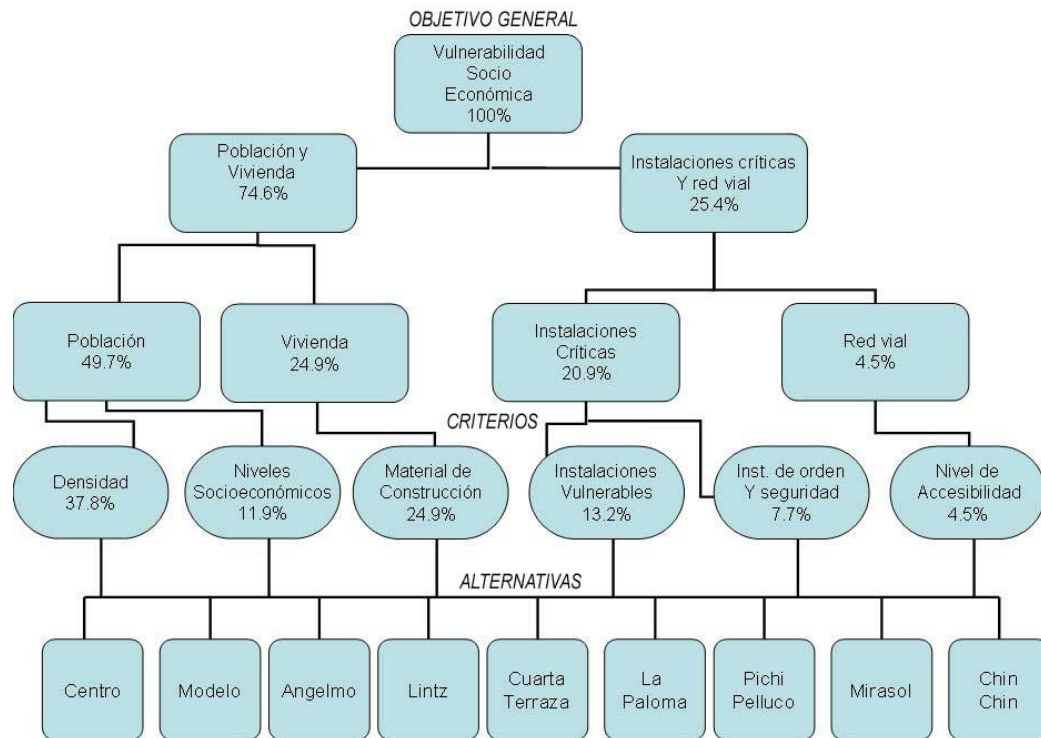 OBJETIVO GENERAL
Vulnerabilidad
Socio
Económica
100%
Población y
Vivienda
74.6%
Instalaciones críticas
Y red vial
25.4%
Población
49.7%
Vivienda
24.9%
Instalaciones
Críticas
20.9%
Red vial
4.5%
CRITERIOS
Densidad
37.8%
Niveles
Socioeconómicos
11.9%
Material de
Construcción
24.9%
Instalaciones
Vulnerables
13.2%
Inst. de orden
Y seguridad
7.7%
Nivel de
Accesibilidad
4.5%
ALTERNATIVAS
Centro
Modelo
Angelmo
Lintz
Cuarta
Terraza
La
Paloma
Pichi
Pelluco
Mirasol
Chin
Chin